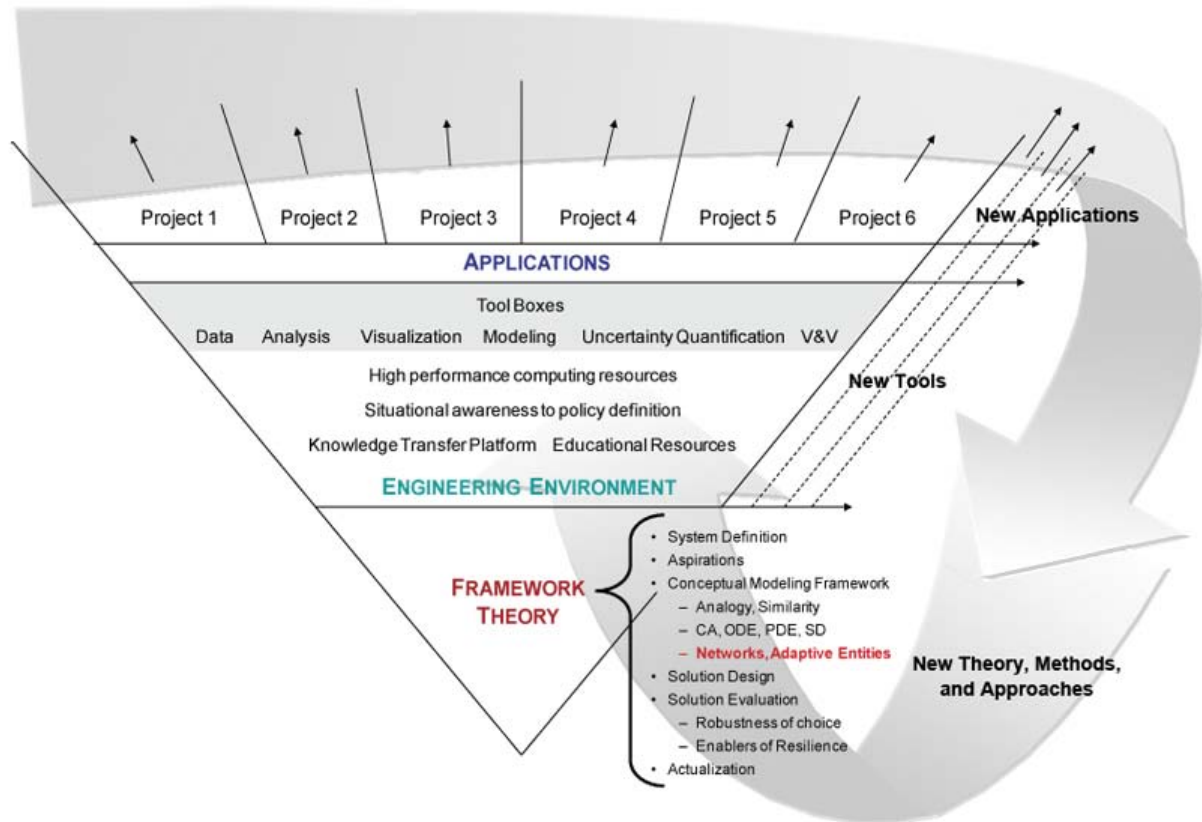 Project 1 Project 2 Project 3 Project 4 Project 5 Project 6
New Applications
APPLICATIONS
Tool Boxes
Data Analysis Visualization Modeling Uncertainty Quantification V&V
High performance computing resources
New Tools
Situational awareness to policy definition
Knowledge Transfer Platform Educational Resources
ENGINEERING ENVIRONMENT
FRAMEWORK
THEORY
• System Definition
• Aspirations
• Conceptual Modeling Framework
– Analogy, Similarity
– CA, ODE, PDE, SD
– Networks, Adaptive Entities
• Solution Design
• Solution Evaluation
– Robustness of choice
– Enablers of Resilience
• Actualization
New Theory, Methods,
and Approaches